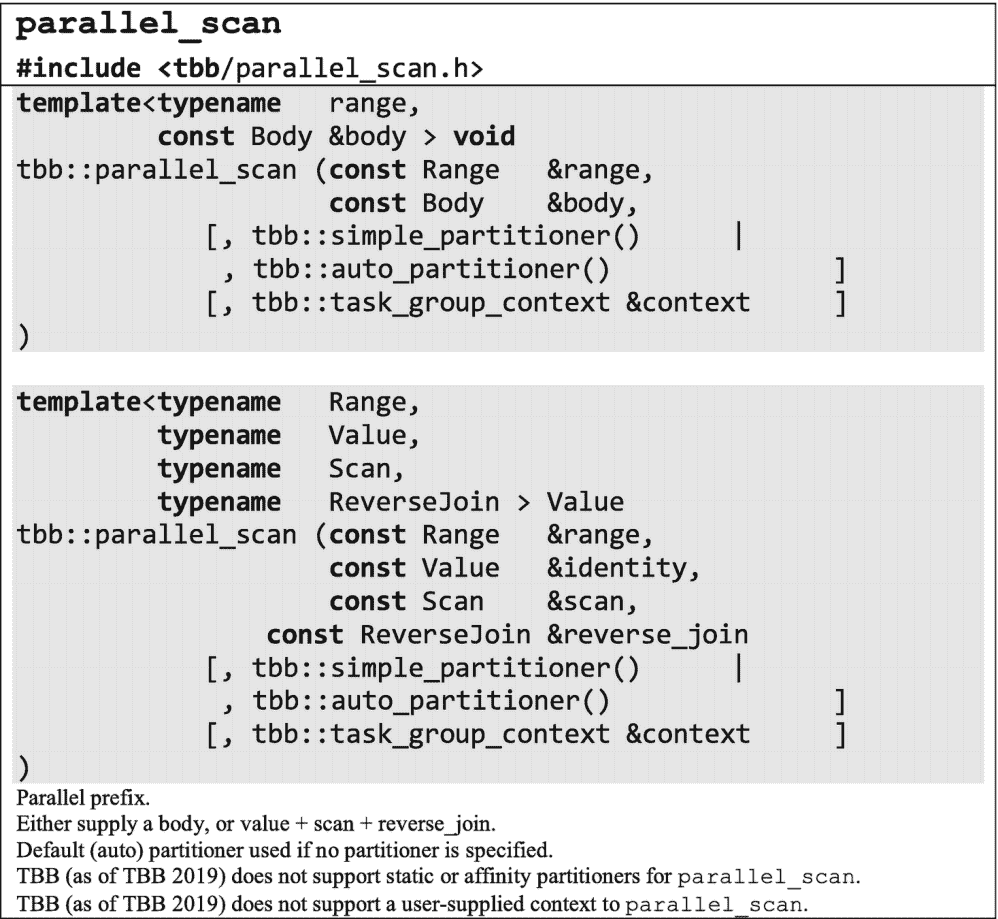 parallel_scan
#include <tbb/parallel_scan.h>
template<typename range,
const Body &body > void
tbb::parallel_scan (const Range &range,
const Body &body,
[, tbb::simple_partitioner() |
, tbb::auto_partitioner() ]
[, tbb::task_group_context &context ]
)
template<typename Range,
typename Value,
typename Scan,
typename ReverseJoin > Value
tbb::parallel_scan (const Range &range,
const Value &identity,
const Scan &scan,
const ReverseJoin &reverse_join
[, tbb::simple_partitioner() |
, tbb::auto_partitioner() ]
[, tbb::task_group_context &context ]
)
Parallel prefix.
Either supply a body, or value + scan + reverse_join.
Default (auto) partitioner used if no partitioner is specified.
TBB (as of TBB 2019) does not support static or affinity partitioners for parallel_scan.
TBB (as of TBB 2019) does not support a user-supplied context to parallel_scan.